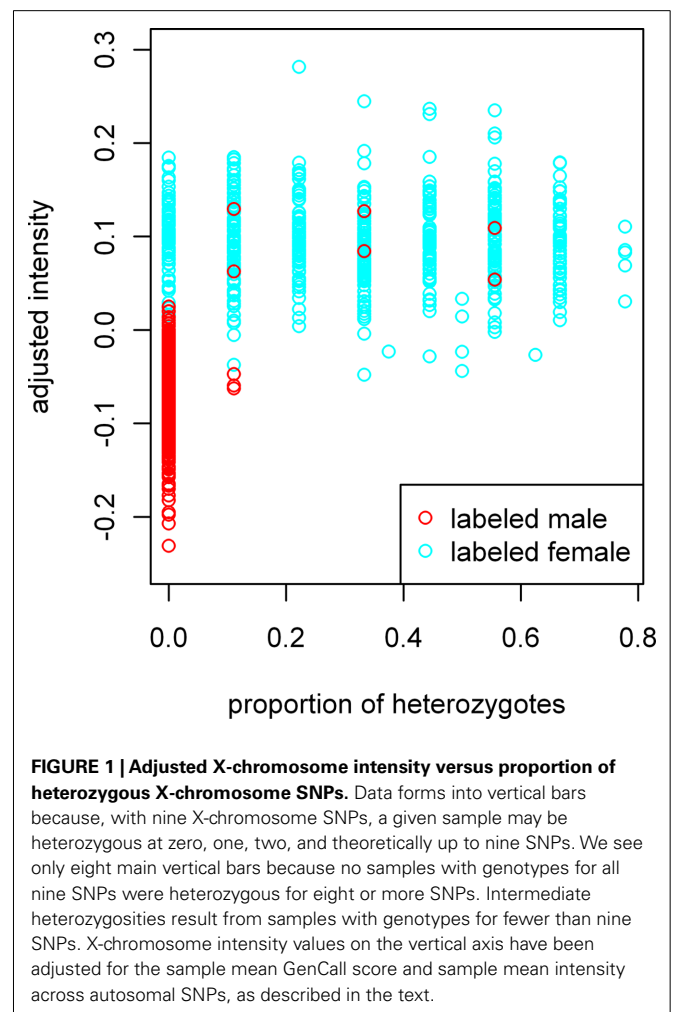 0.3
0.2
0.1
0.0
-0.1
-0.2
adjusted intensity
labeled male
labeled female
0.0 0.2 0.4 0.6 0.8
proportion of heterozygotes
FIGURE 1 | Adjusted X-chromosome intensity versus proportion of
heterozygous X-chromosome SNPs. Data forms into vertical bars
because, with nine X-chromosome SNPs, a given sample may be
heterozygous at zero, one, two, and theoretically up to nine SNPs. We see
only eight main vertical bars because no samples with genotypes for all
nine SNPs were heterozygous for eight or more SNPs. Intermediate
heterozygosities result from samples with genotypes for fewer than nine
SNPs. X-chromosome intensity values on the vertical axis have been
adjusted for the sample mean GenCall score and sample mean intensity
across autosomal SNPs, as described in the text.